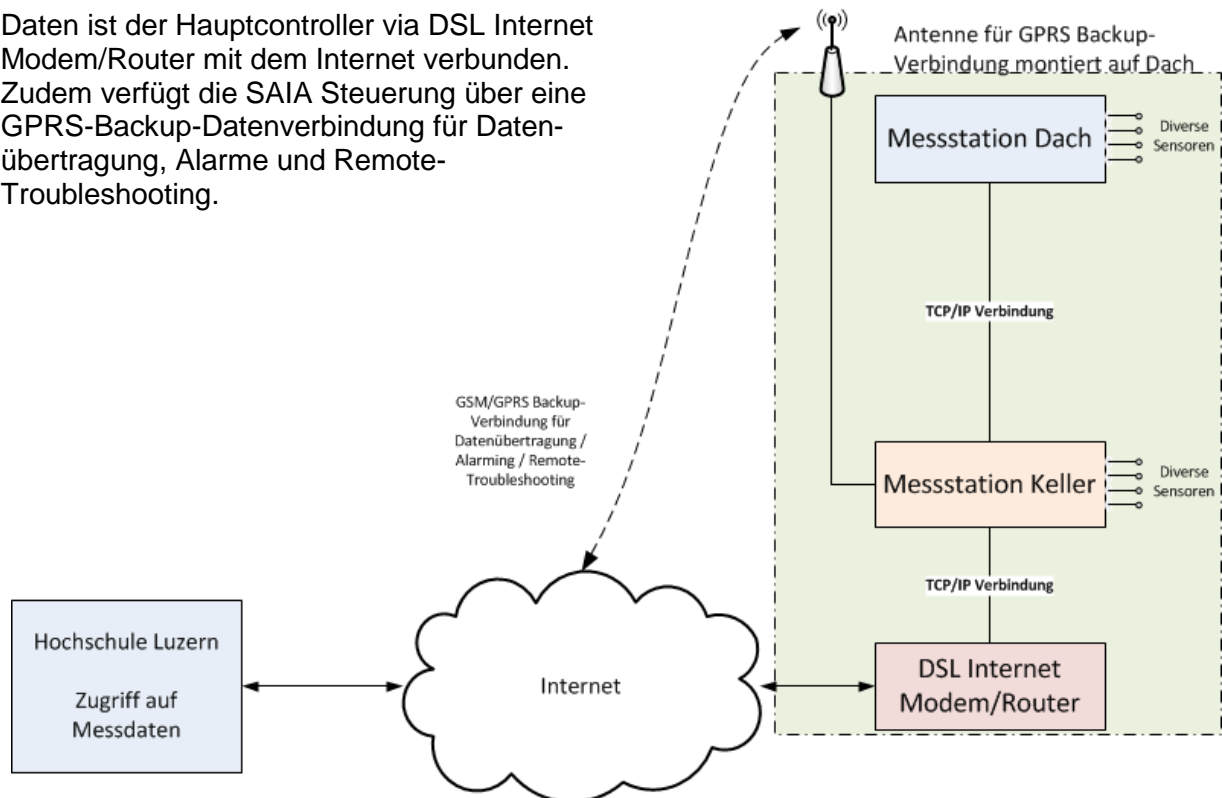 Daten ist der Hauptcontroller via DSL Internet
Modem/Router mit dem Internet verbunden.
Zudem verfügt die SAIA Steuerung über eine
GPRS-Backup-Datenverbindung für Daten-
übertragung, Alarme und Remote-
Troubleshooting.
Antenne für GPRS Backup-
Verbindung montiert auf Dach
Messstation Dach
Diverse
Sensoren
TCP/IP Verbindung
GSM/GPRS Backup-
Verbindung für
Datenübertragung /
Alarming / Remote-
Troubleshooting
Messstation Keller
Diverse
Sensoren
TCP/IP Verbindung
Hochschule Luzern
Zugriff auf
Messdaten
Internet
DSL Internet
Modem/Router